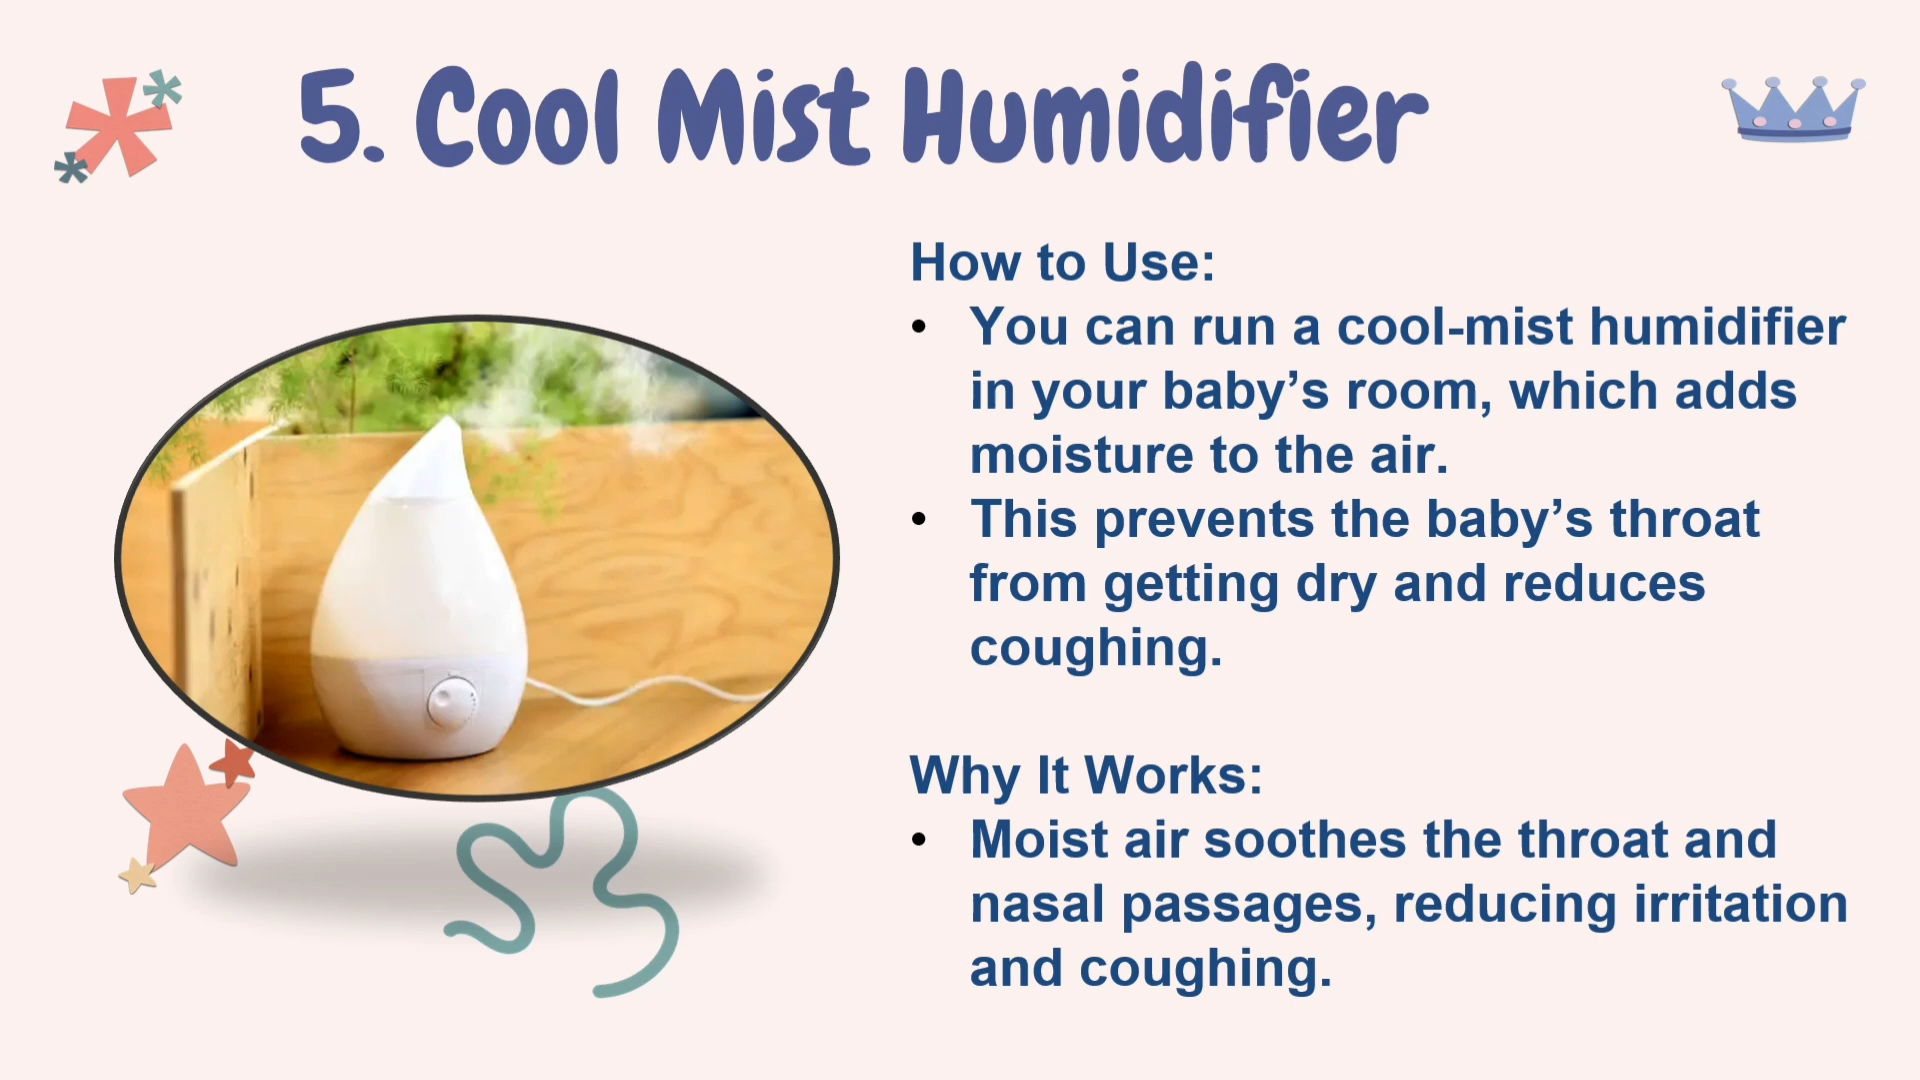 5. Cool Mist Humidifier
How to Use:
• You can run a cool-mist humidifier
in your baby’s room, which adds
moisture to the air.
• This prevents the baby’s throat
from getting dry and reduces
coughing.
Why It Works:
• Moist air soothes the throat and
nasal passages, reducing irritation
and coughing.